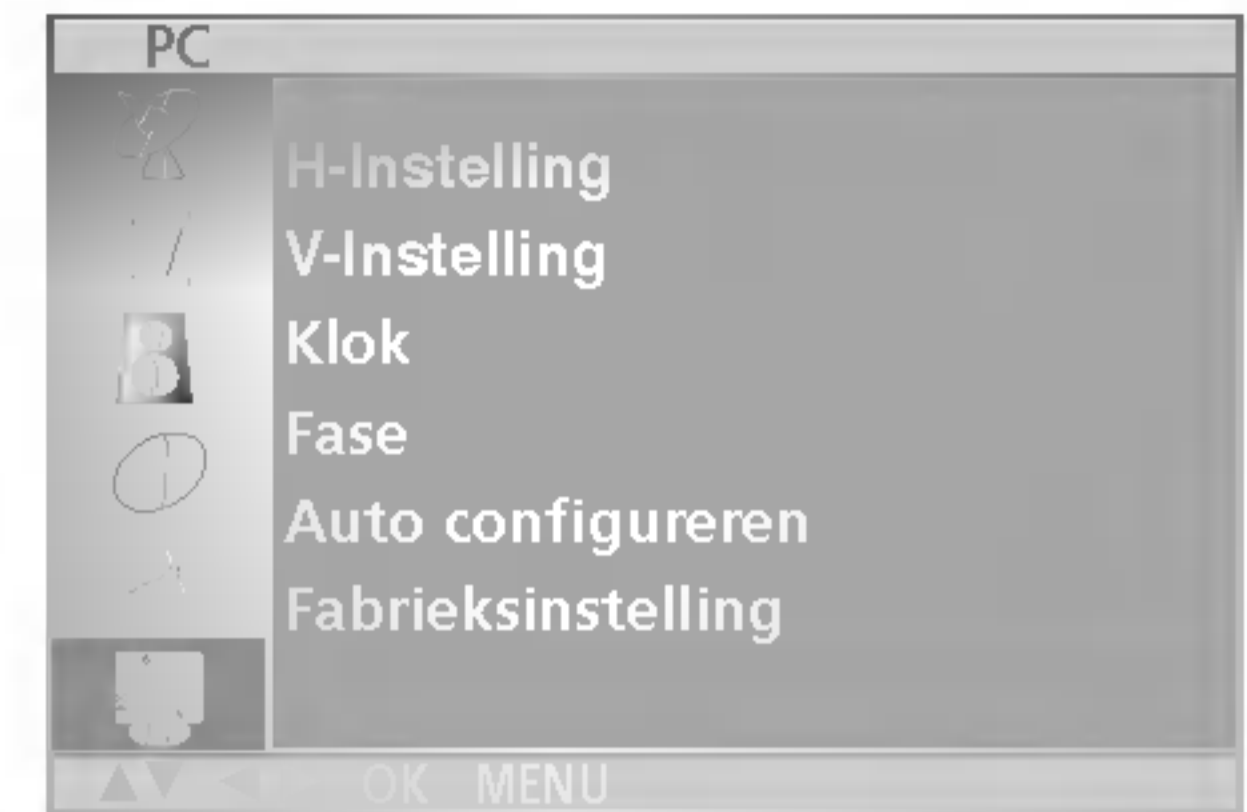 PC
H-Instelling
V-Instelling
Klok
Fase
Auto configureren
Fabrieksinstelling
▲▼ ◄ OK MENU